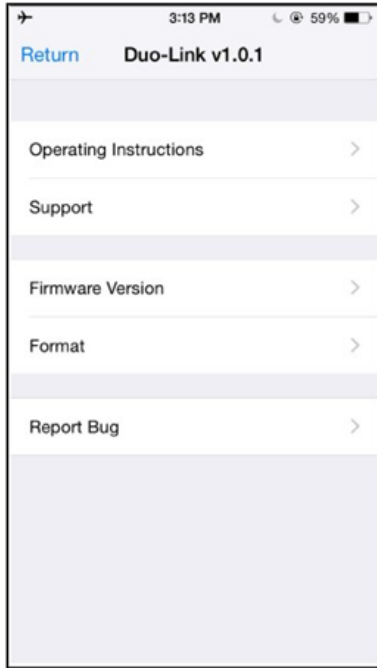 3:13 PM 59%
Return Duo-Link v1.0.1
Operating Instructions
Support
Firmware Version
Format
Report Bug